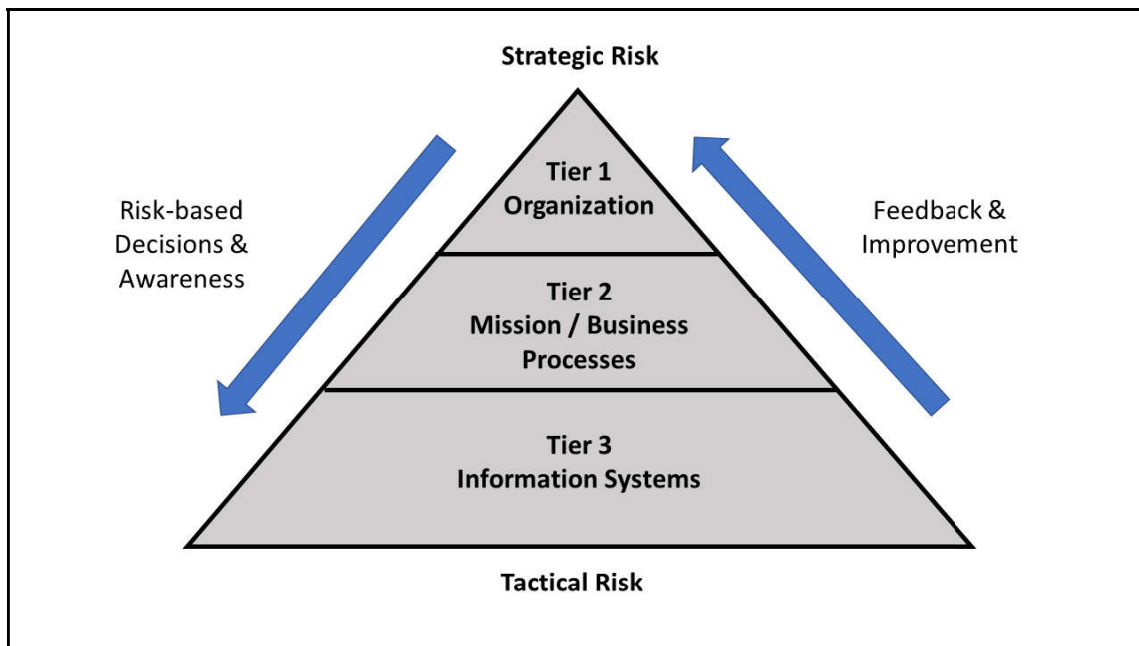 Strategic Risk
Tier 1
Organization
Risk-based
Decisions &
Awareness
Feedback &
Improvement
Tier 2
Mission / Business
Processes
Tier 3
Information Systems
Tactical Risk